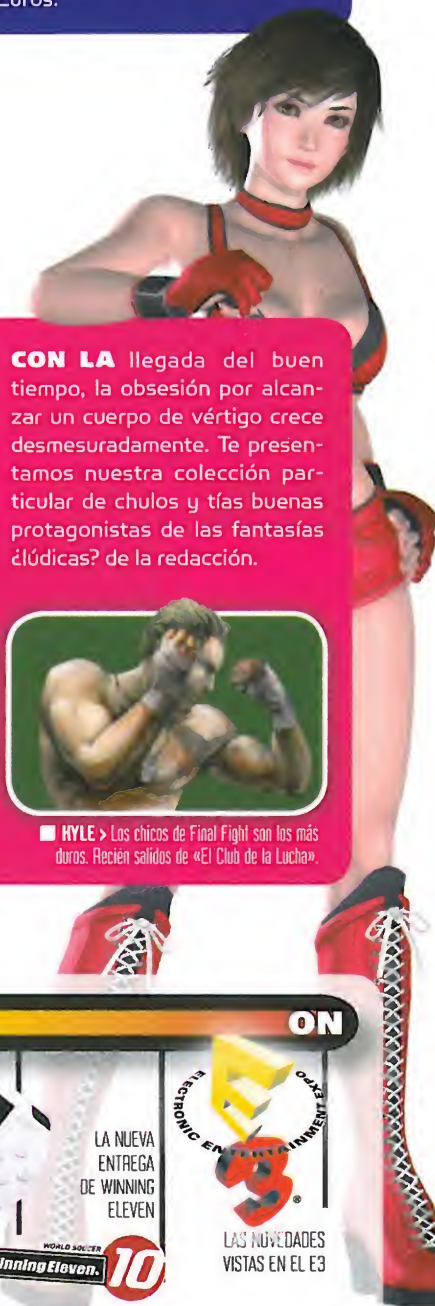 Euros.
CON LA llegada del buen
tiempo, la obsesión por alcan-
zar un cuerpo de vértigo crece
desmesuradamente. Te presen-
tamos nuestra colección par-
ticular de chulos y tías buenas
protagonistas de las fantasías
¿lúdicas? de la redacción.
KYLE > Los chicos de Final Fight son los más
duros. Recién salidos de «El Club de la Lucha».
ON
LA NUEVA
ENTREGA
DE WINNING
ELEVEN
WORLD SOCCER
Winning Eleven. 10
ELECTRONIC ENTERTAINMENT EXPO
E3
®
LAS NOVEDADES
VISTAS EN EL E3